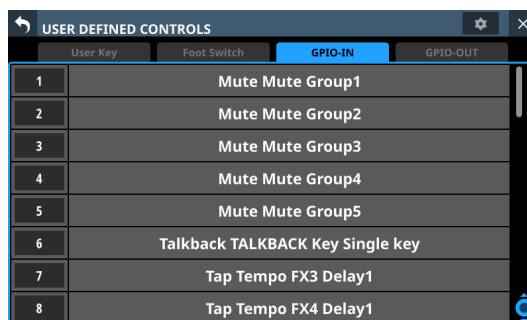 USER DEFINED CONTROLS
User Key Foot Switch GPIO-IN GPIO-OUT
1 Mute Mute Group1
2 Mute Mute Group2
3 Mute Mute Group3
4 Mute Mute Group4
5 Mute Mute Group5
6 Talkback TALKBACK Key Single key
7 Tap Tempo FX3 Delay1
8 Tap Tempo FX4 Delay1